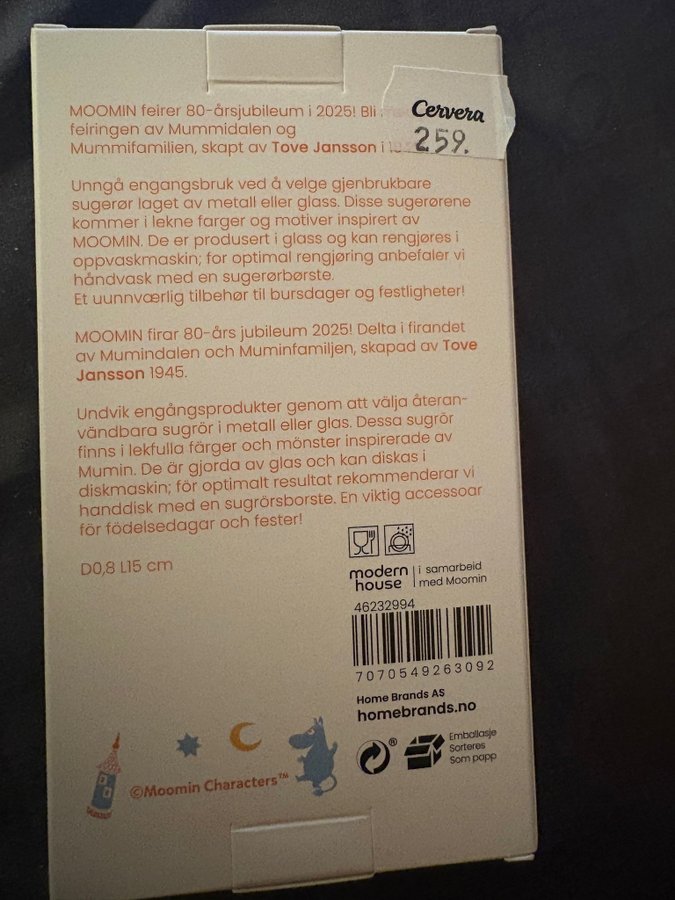 MOOMIN feirer 80-årsjubileum i 2025! Bli
feiringen av Mummidalen og
Mummifamilien, skapt av Tove Jansson i
Cervera
259.
Unngå engangsbruk ved å velge gjenbrukbare
sugerør laget av metall eller glass. Disse sugerørene
kommer i lekne farger og motiver inspirert av
MOOMIN. De er produsert i glass og kan rengjøres i
oppvaskmaskin; for optimal rengjøring anbefaler vi
håndvask med en sugerørbørste.
Et uunnværlig tilbehør til bursdager og festligheter!
MOOMIN firar 80-års jubileum 2025! Delta i firandet
av Mumindalen och Muminfamiljen, skapad av Tove
Jansson 1945.
Undvik engångsprodukter genom att välja återan-
vändbara sugrör i metall eller glas. Dessa sugrör
finns i lekfulla färger och mönster inspirerade av
Mumin. De är gjorda av glas och kan diskas i
diskmaskin; för optimalt resultat rekommenderar vi
handdisk med en sugrörsborste. En viktig accessoar
för födelsedagar och fester!
D0,8 L15 cm
modern house | i samarbeid
med Moomin
46232994
7070549263092
Home Brands AS
homebrands.no
®
Emballasje
Sorteres
Som papp
©Moomin Characters™